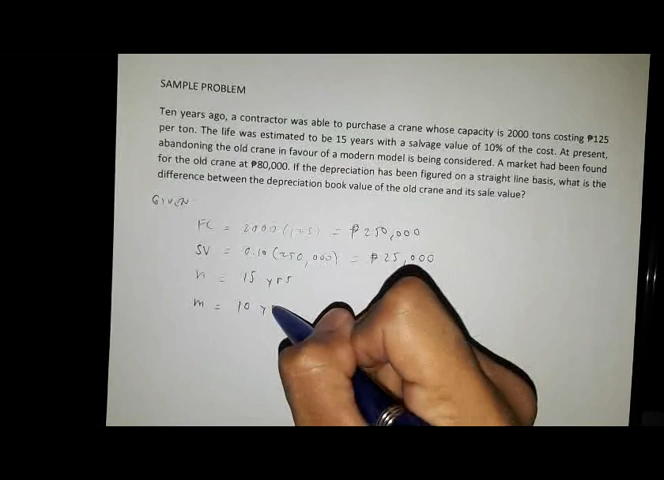 SAMPLE PROBLEM
Ten years ago, a contractor was able to purchase a crane whose capacity is 2000 tons costing ₱125
per ton. The life was estimated to be 15 years with a salvage value of 10% of the cost. At present,
abandoning the old crane in favour of a modern model is being considered. A market had been found
for the old crane at ₱80,000. If the depreciation has been figured on a straight line basis, what is the
difference between the depreciation book value of the old crane and its sale value?
GIVEN
FC = 2000 (125) = ₱250,000
SV = 0.10 (250,000) = ₱25,000
n = 15 yrs
m = 10 y